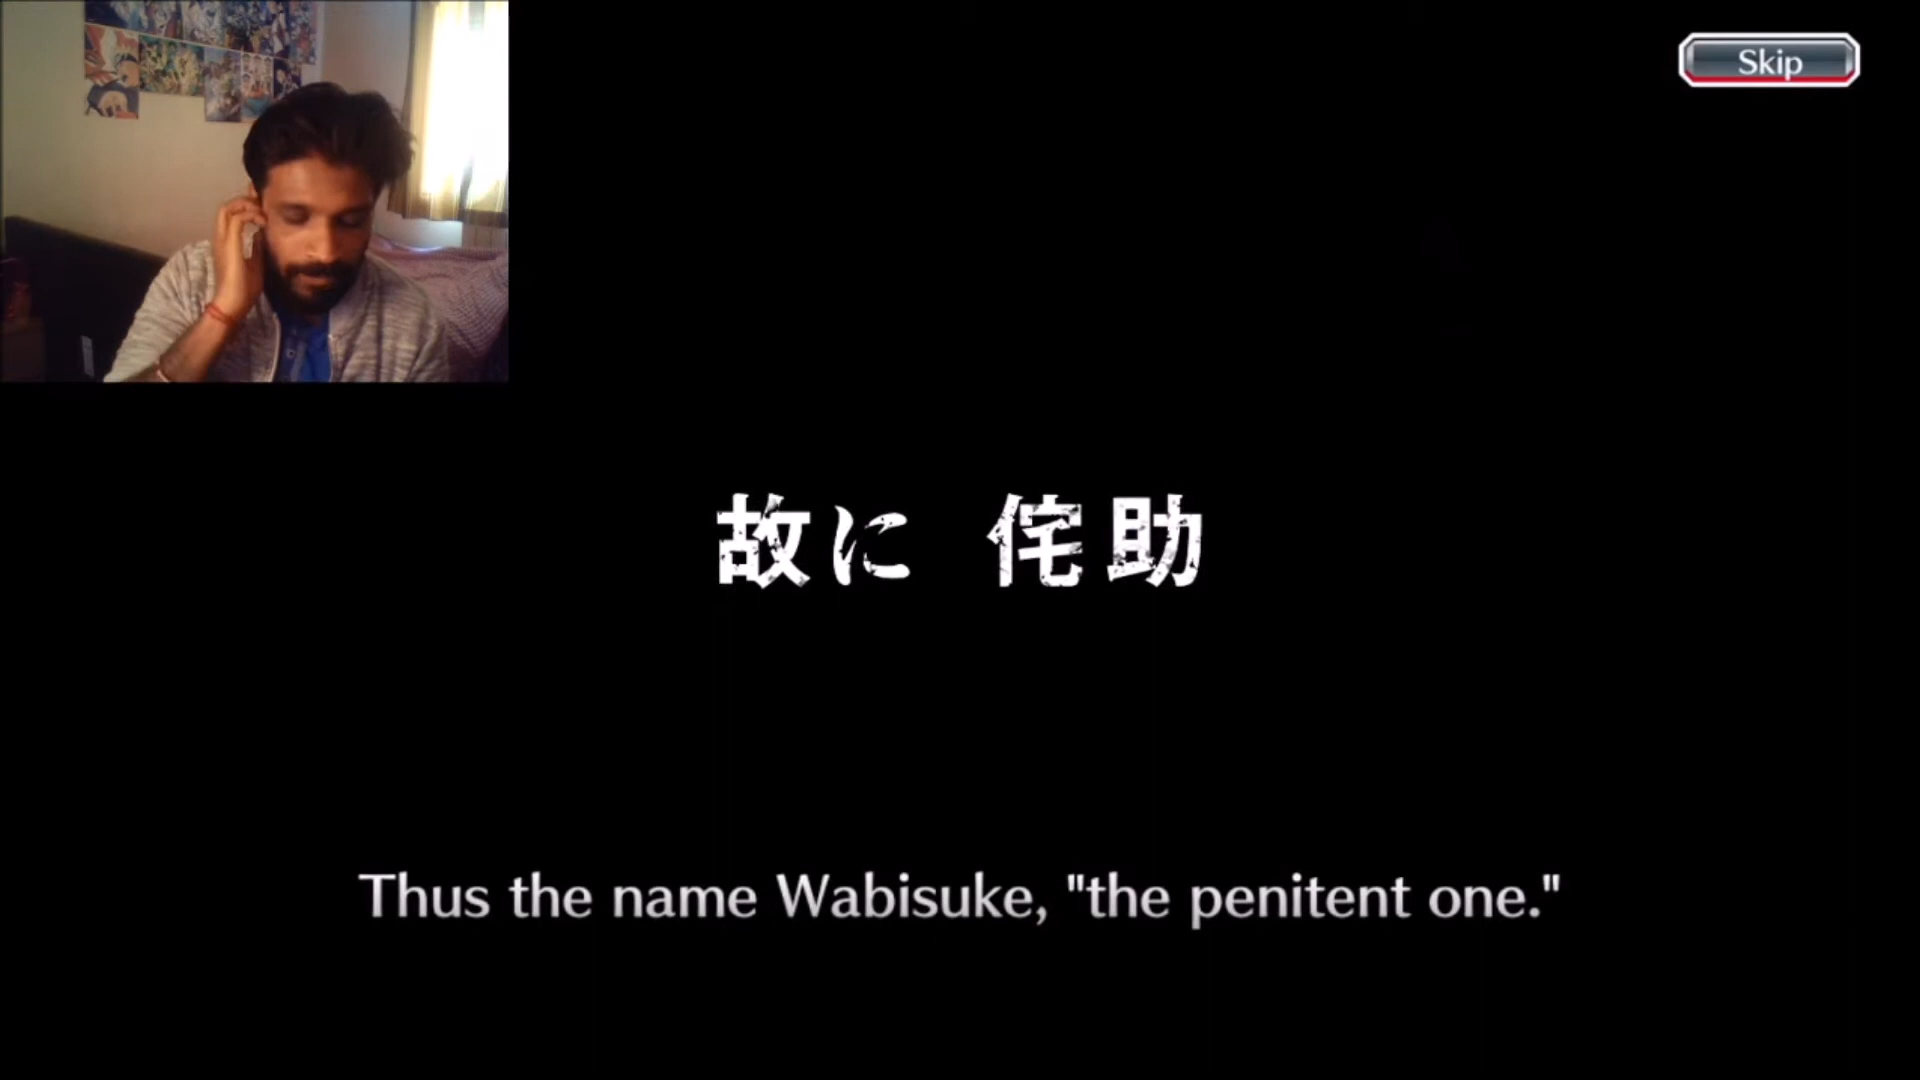 Skip
故に 侘助
Thus the name Wabisuke, "the penitent one."